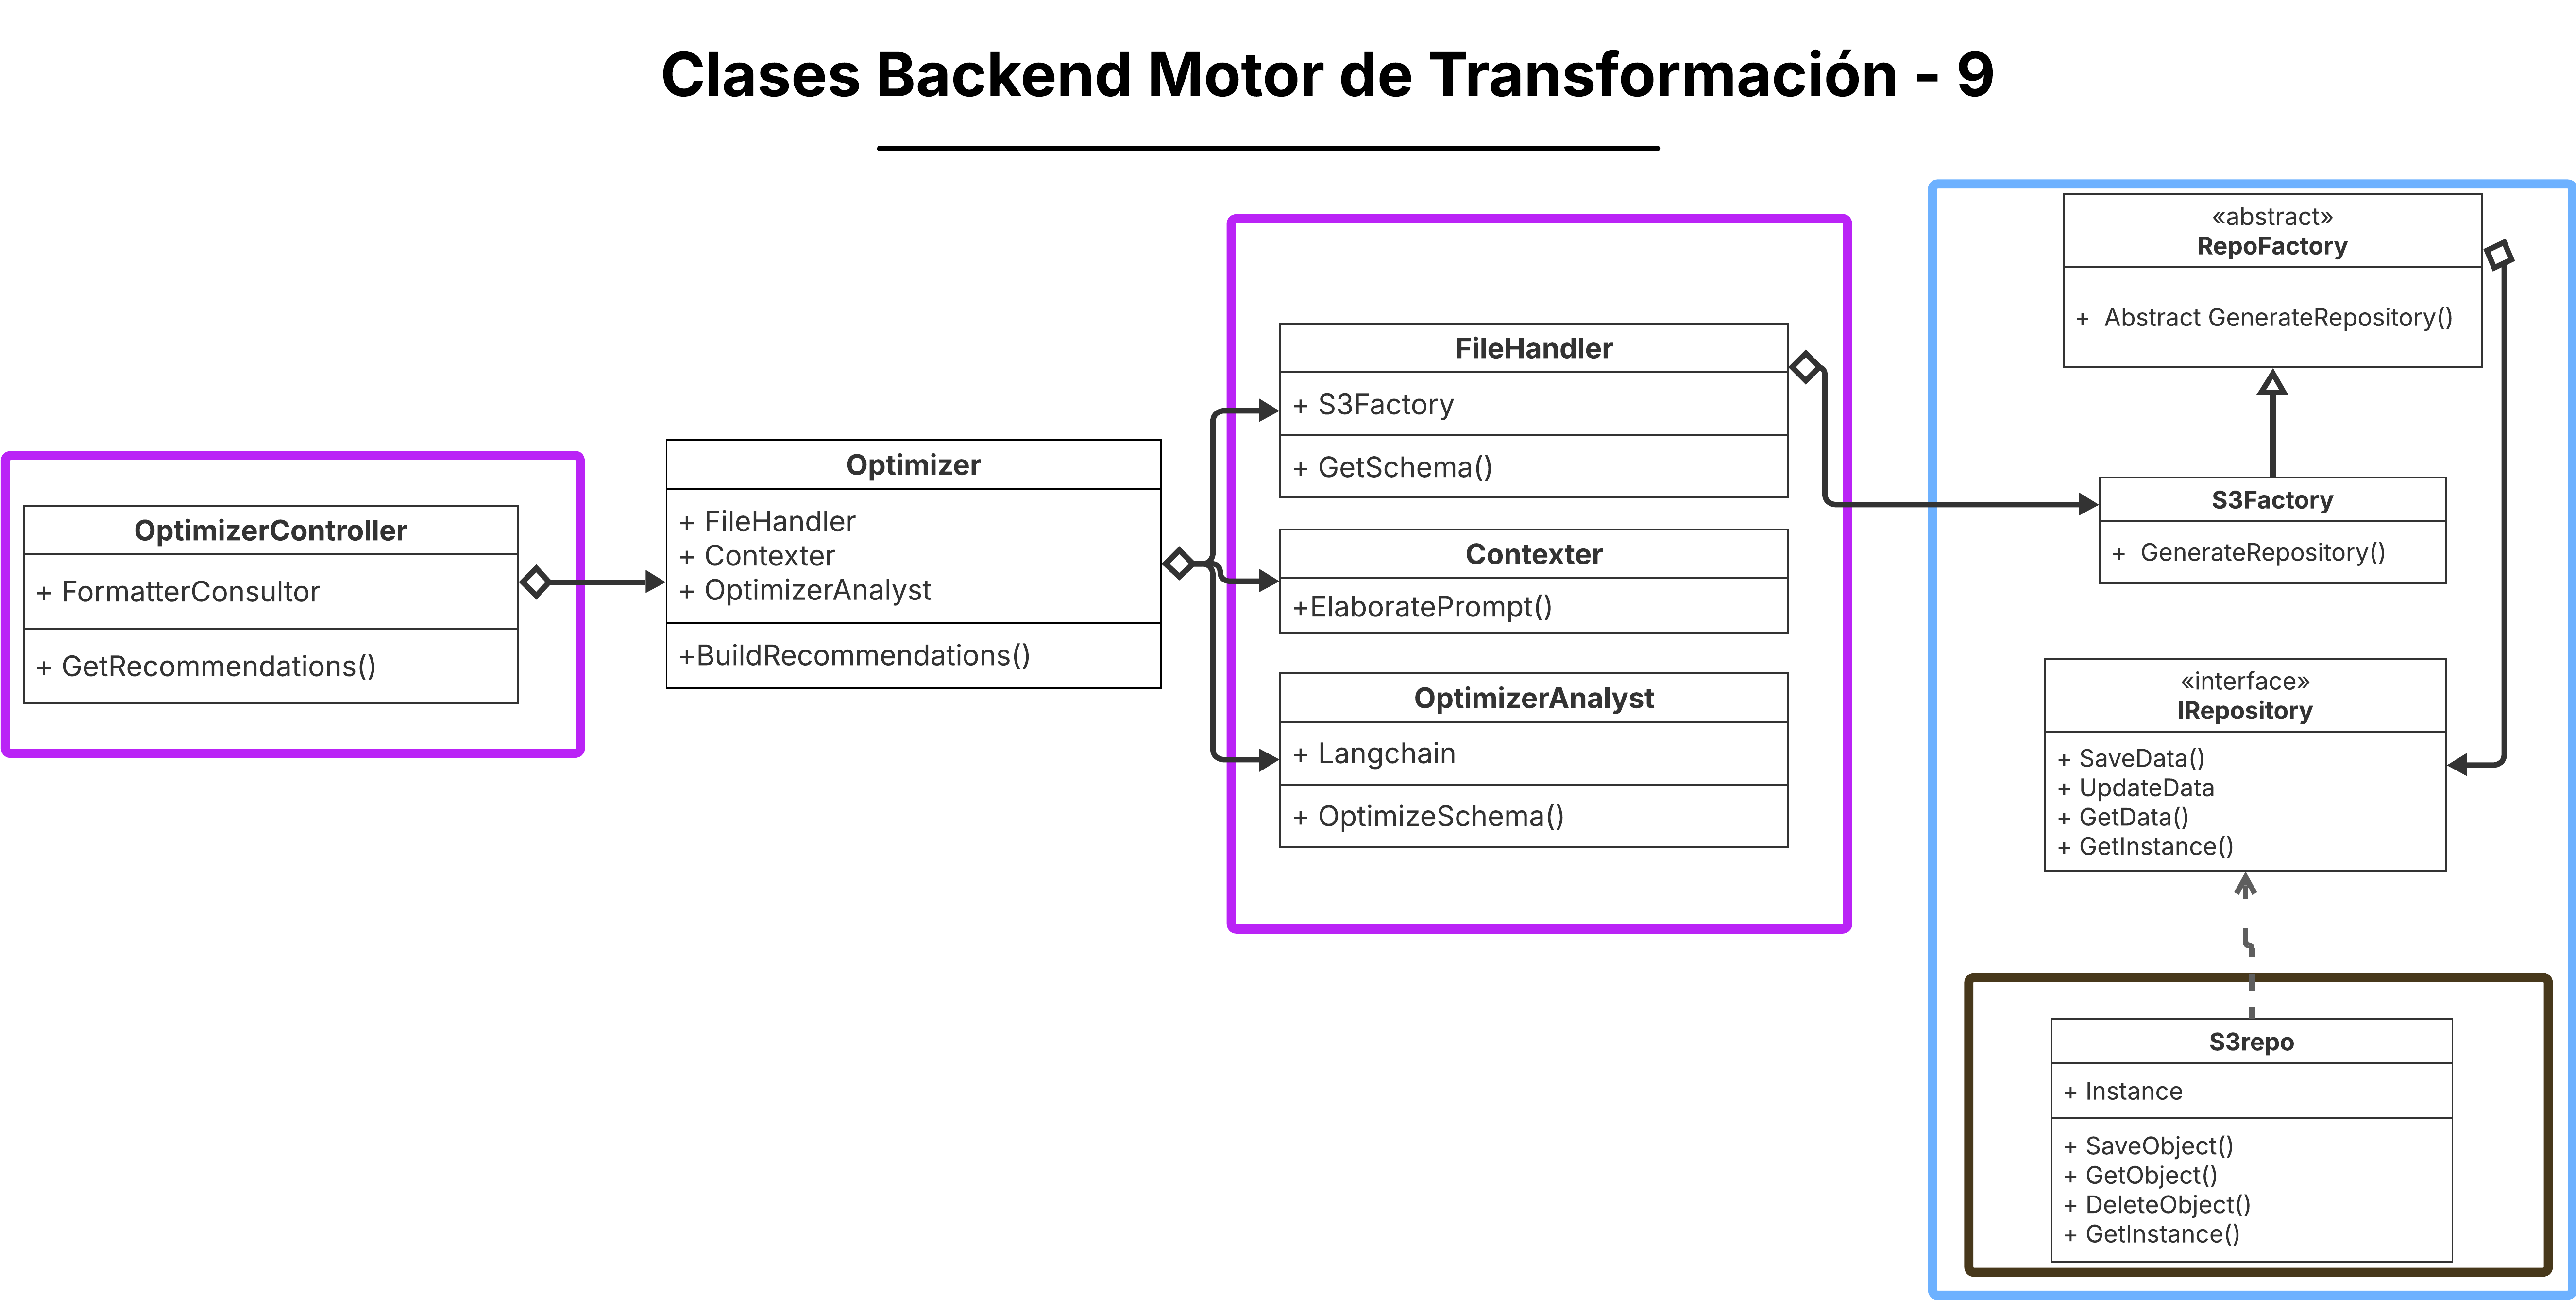 Clases Backend Motor de Transformación - 9
OptimizerController
+ FormatterConsultor
+ GetRecommendations()
Optimizer
+ FileHandler
+ Contexter
+ OptimizerAnalyst
+BuildRecommendations()
FileHandler
+ S3Factory
+ GetSchema()
Contexter
+ElaboratePrompt()
OptimizerAnalyst
+ Langchain
+ OptimizeSchema()
«abstract»
RepoFactory
+ Abstract GenerateRepository()
S3Factory
+ GenerateRepository()
«interface»
IRepository
+ SaveData()
+ UpdateData
+ GetData()
+ GetInstance()
S3repo
+ Instance
+ SaveObject()
+ GetObject()
+ DeleteObject()
+ GetInstance()